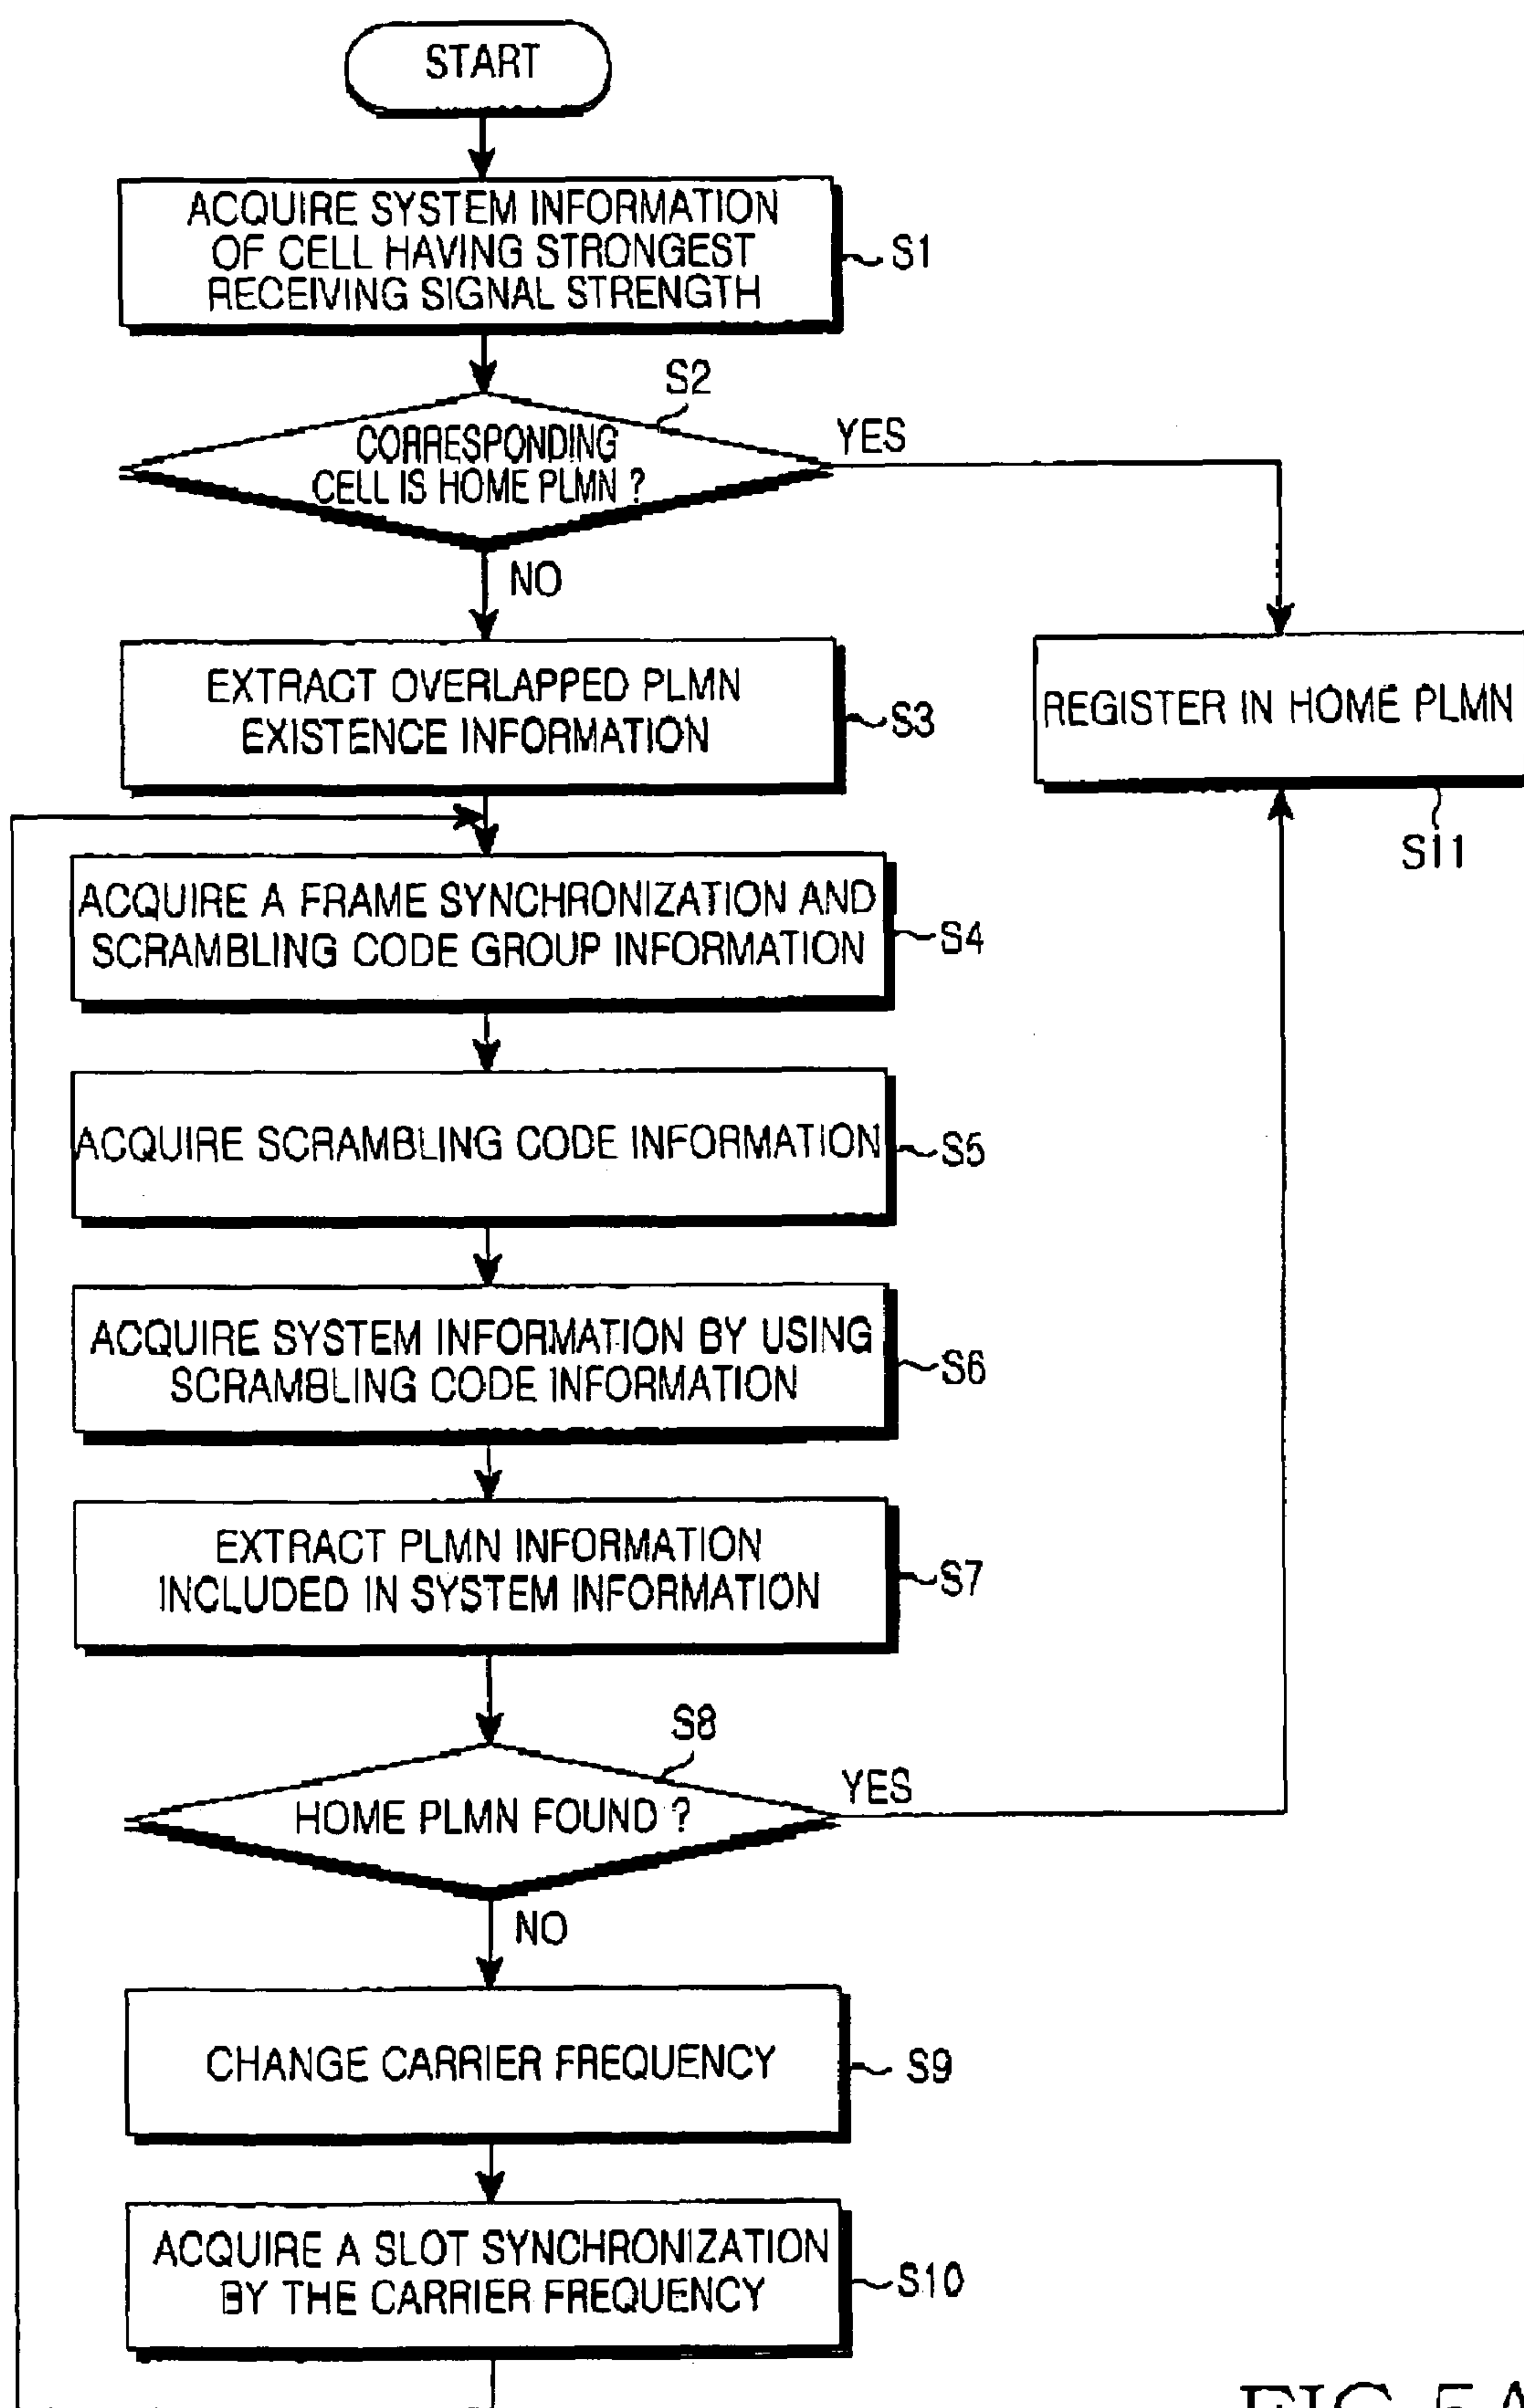 START
ACQUIRE SYSTEM INFORMATION
OF CELL HAVING STRONGEST
RECEIVING SIGNAL STRENGTH
S1
S2
CORRESPONDING
CELL IS HOME PLMN ?
YES
NO
EXTRACT OVERLAPPED PLMN
EXISTENCE INFORMATION
S3
REGISTER IN HOME PLMN
S11
ACQUIRE A FRAME SYNCHRONIZATION AND
SCRAMBLING CODE GROUP INFORMATION
S4
ACQUIRE SCRAMBLING CODE INFORMATION
S5
ACQUIRE SYSTEM INFORMATION BY USING
SCRAMBLING CODE INFORMATION
S6
EXTRACT PLMN INFORMATION
INCLUDED IN SYSTEM INFORMATION
S7
S8
HOME PLMN FOUND ?
YES
NO
CHANGE CARRIER FREQUENCY
S9
ACQUIRE A SLOT SYNCHRONIZATION
BY THE CARRIER FREQUENCY
S10
FIG 5A